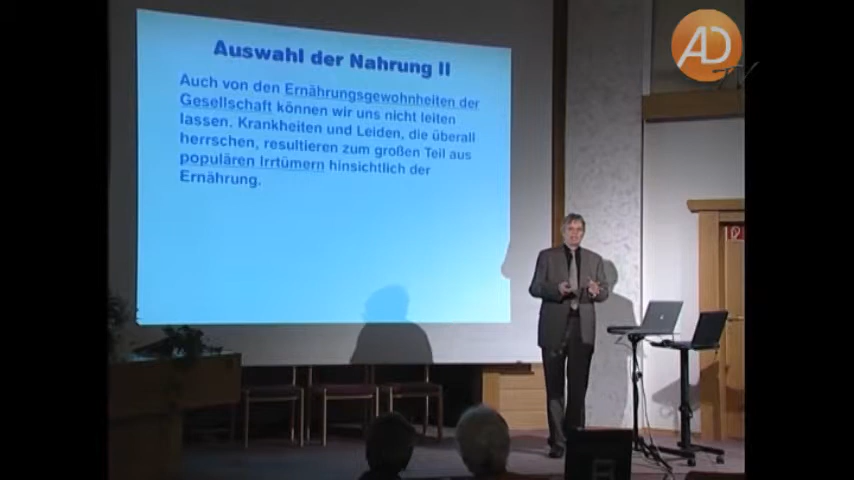 AD
TV
Auswahl der Nahrung II
Auch von den Ernährungsgewohnheiten der
Gesellschaft können wir uns nicht leiten
lassen. Krankheiten und Leiden, die überall
herrschen, resultieren zum großen Teil aus
populären Irrtümern hinsichtlich der
Ernährung.